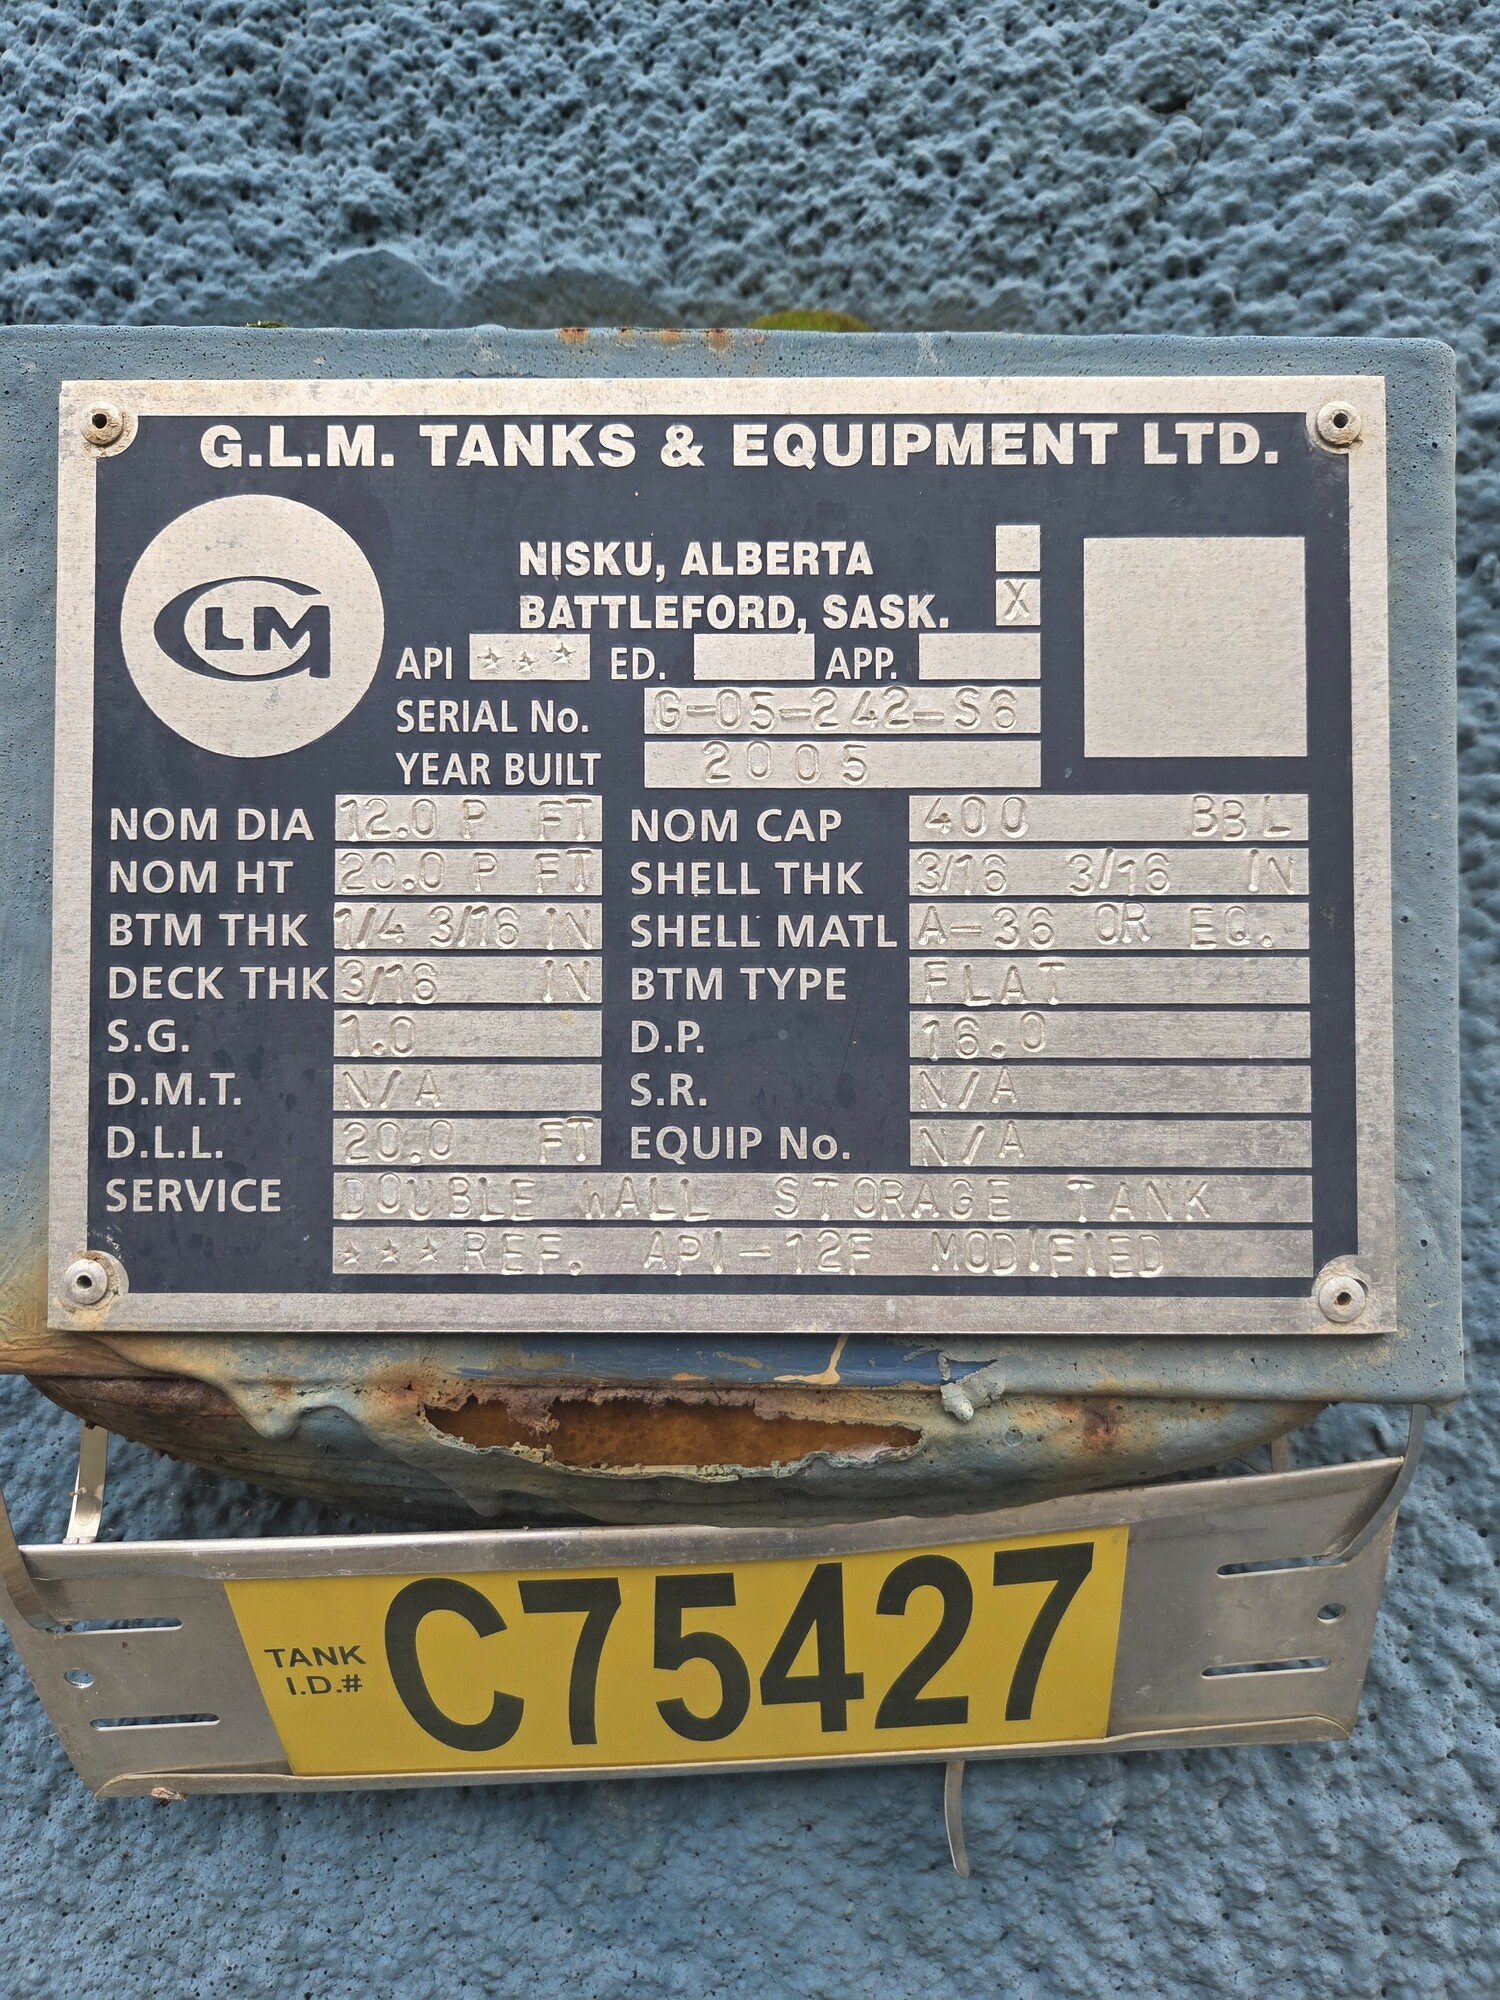 G.L.M. TANKS & EQUIPMENT LTD.
GLM
NISKU, ALBERTA
BATTLEFORD, SASK. X
API *** ED. APP.
SERIAL No. G-05-242-S6
YEAR BUILT 2005
NOM DIA 12.0 P FT NOM CAP 400 BBL
NOM HT 20.0 P FT SHELL THK 3/16 3/16 IN
BTM THK 1/4 3/16 IN SHELL MATL A-36 OR EQ.
DECK THK 3/16 IN BTM TYPE FLAT
S.G. 1.0 D.P. 16.0
D.M.T. N/A S.R. N/A
D.L.L. 20.0 FT EQUIP No. N/A
SERVICE DOUBLE WALL STORAGE TANK
*** REF. API-12F MODIFIED
TANK I.D.# C75427